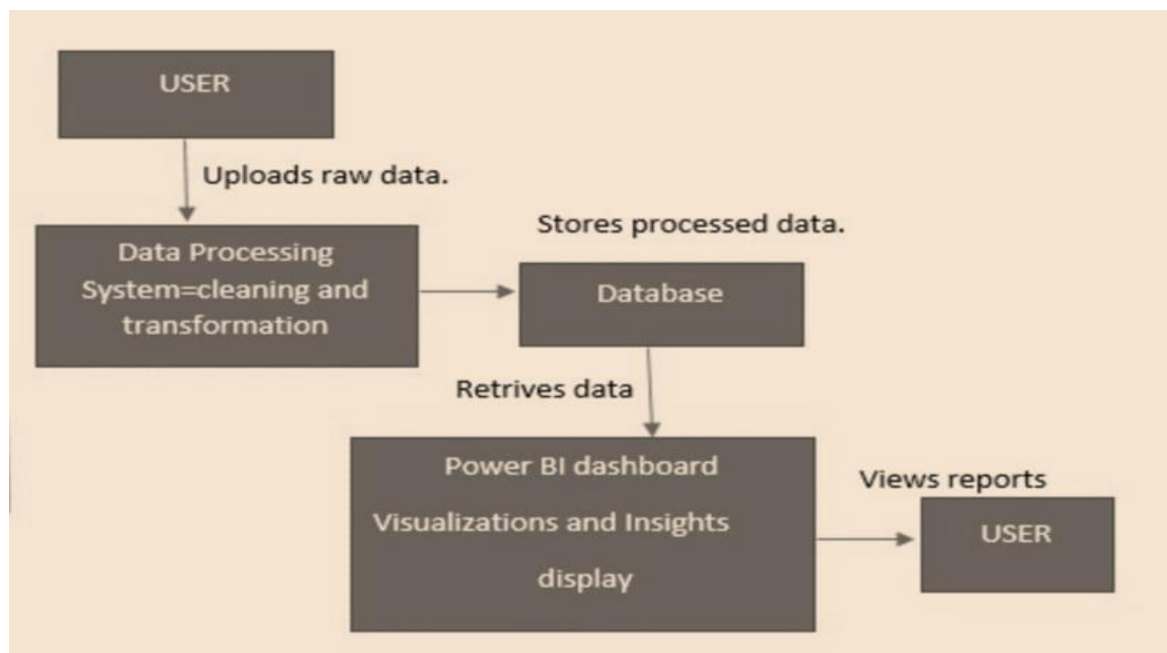 USER
Uploads raw data.
Data Processing
System=cleaning and
transformation
Stores processed data.
Database
Retrives data
Power BI dashboard
Visualizations and Insights
display
Views reports
USER